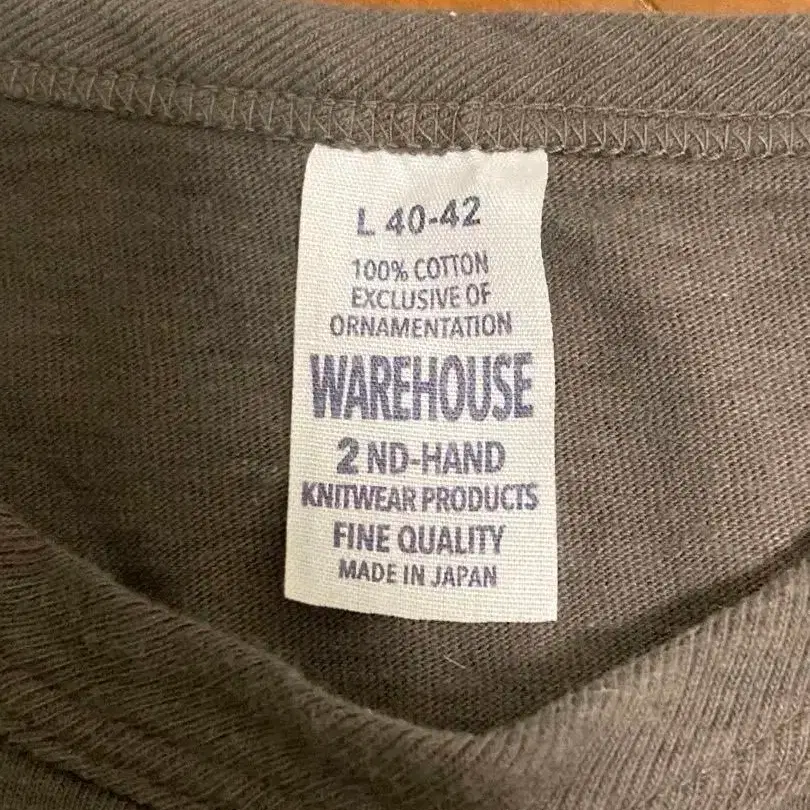 L 40-42
100% COTTON
EXCLUSIVE OF
ORNAMENTATION
WAREHOUSE
2 ND-HAND
KNITWEAR PRODUCTS
FINE QUALITY
MADE IN JAPAN